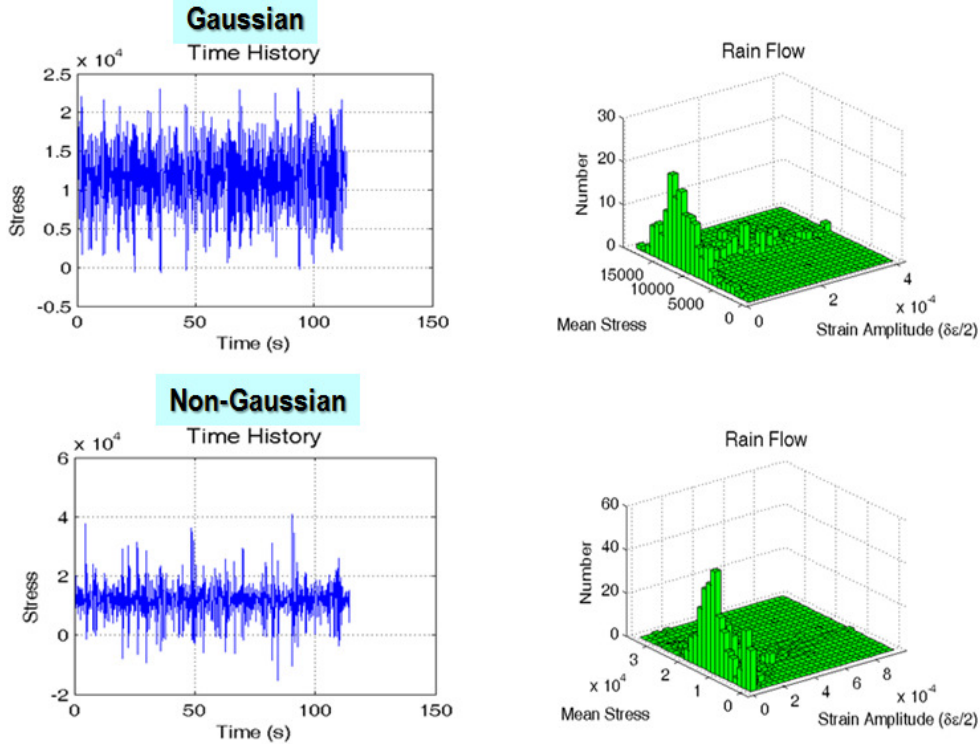 Gaussian
Time History
x 10^4
2.5
2
1.5
1
0.5
0
-0.5
Stress
0
50
100
150
Time (s)
Rain Flow
30
20
10
0
Number
15000
10000
5000
0
Mean Stress
0
2
4
x 10^-4
Strain Amplitude (δε/2)
Non-Gaussian
Time History
x 10^4
6
4
2
0
-2
Stress
0
50
100
150
Time (s)
Rain Flow
60
40
20
0
Number
3
2
1
0
x 10^4
Mean Stress
0
2
4
6
8
x 10^-4
Strain Amplitude (δε/2)